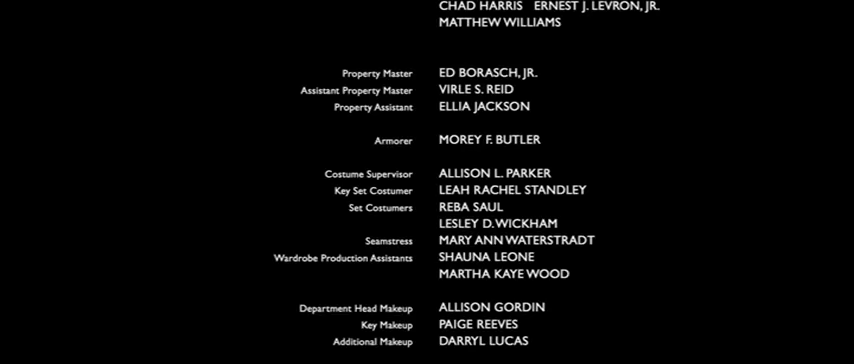 CHAD HARRIS ERNEST J. LEVRON, JR.
MATTHEW WILLIAMS
Property Master ED BORASCH, JR.
Assistant Property Master VIRLE S. REID
Property Assistant ELLIA JACKSON
Armorer MOREY F. BUTLER
Costume Supervisor ALLISON L. PARKER
Key Set Costumer LEAH RACHEL STANDLEY
Set Costumers REBA SAUL
LESLEY D. WICKHAM
Seamstress MARY ANN WATERSTRADT
Wardrobe Production Assistants SHAUNA LEONE
MARTHA KAYE WOOD
Department Head Makeup ALLISON GORDIN
Key Makeup PAIGE REEVES
Additional Makeup DARRYL LUCAS